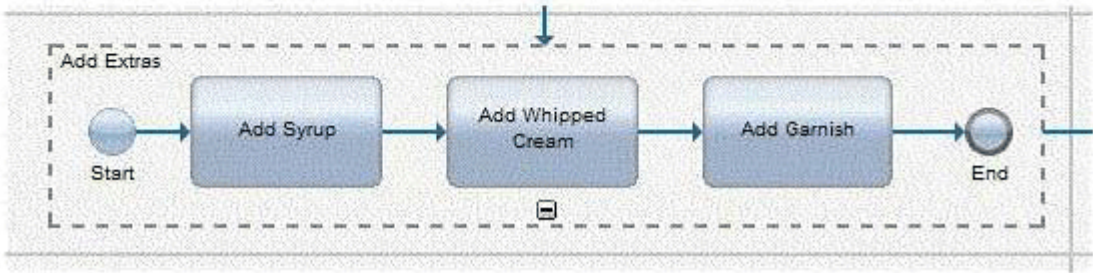 Add Extras
Add Syrup
Add Whipped
Cream
Add Garnish
Start
End